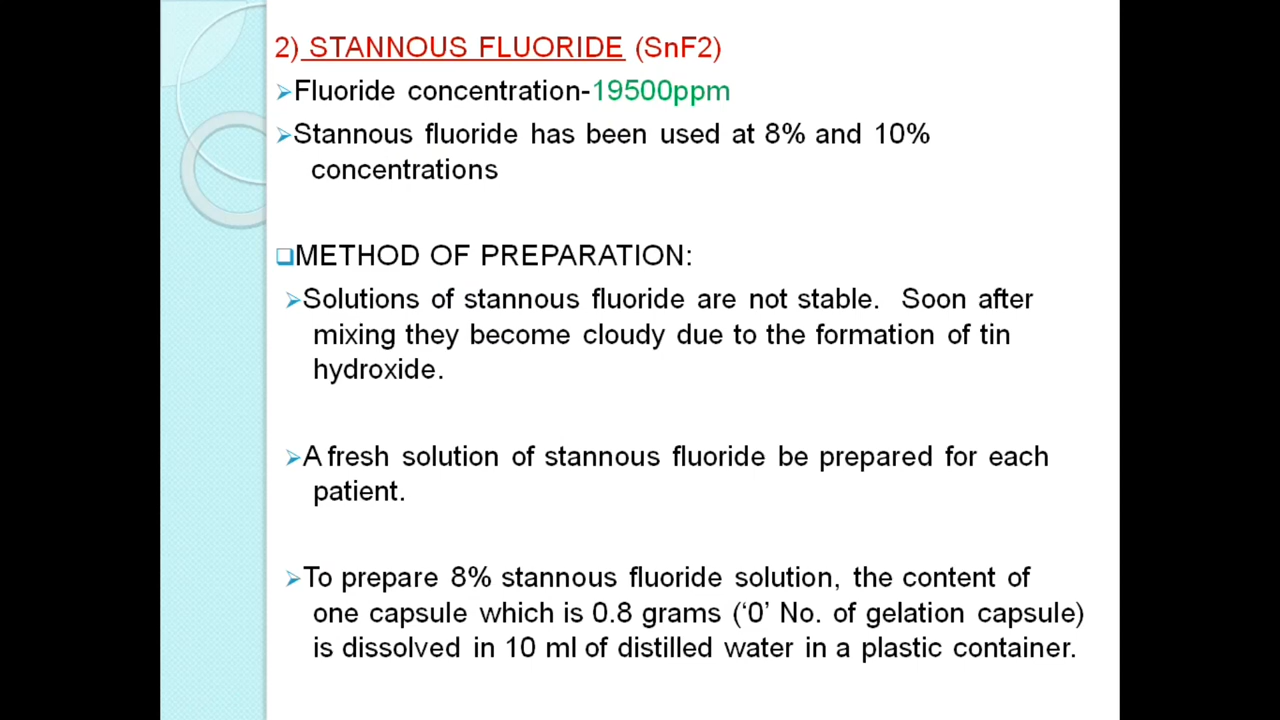 2) STANNOUS FLUORIDE (SnF2)
Fluoride concentration-19500ppm
Stannous fluoride has been used at 8% and 10%
concentrations
METHOD OF PREPARATION:
Solutions of stannous fluoride are not stable. Soon after
mixing they become cloudy due to the formation of tin
hydroxide.
A fresh solution of stannous fluoride be prepared for each
patient.
To prepare 8% stannous fluoride solution, the content of
one capsule which is 0.8 grams (‘0’ No. of gelation capsule)
is dissolved in 10 ml of distilled water in a plastic container.